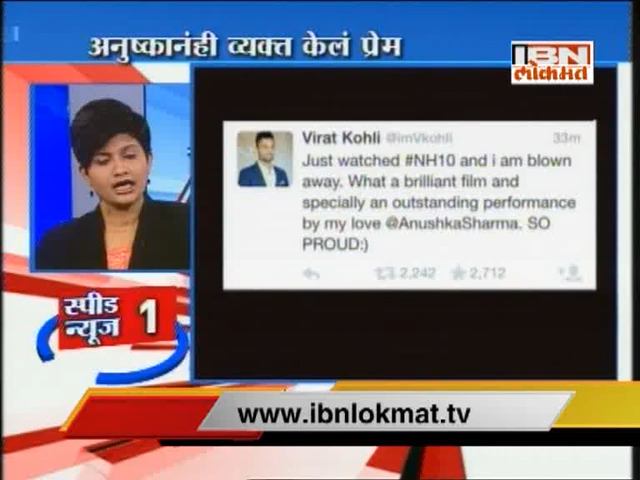 अनुष्कानंही व्यक्त केलं प्रेम
IBN
लोकमत
Virat Kohli @imVkohli 33m
Just watched #NH10 and i am blown
away. What a brilliant film and
specially an outstanding performance
by my love @AnushkaSharma. SO
PROUD:)
2,242 2,712
स्पीड
न्यूज 1
www.ibnlokmat.tv